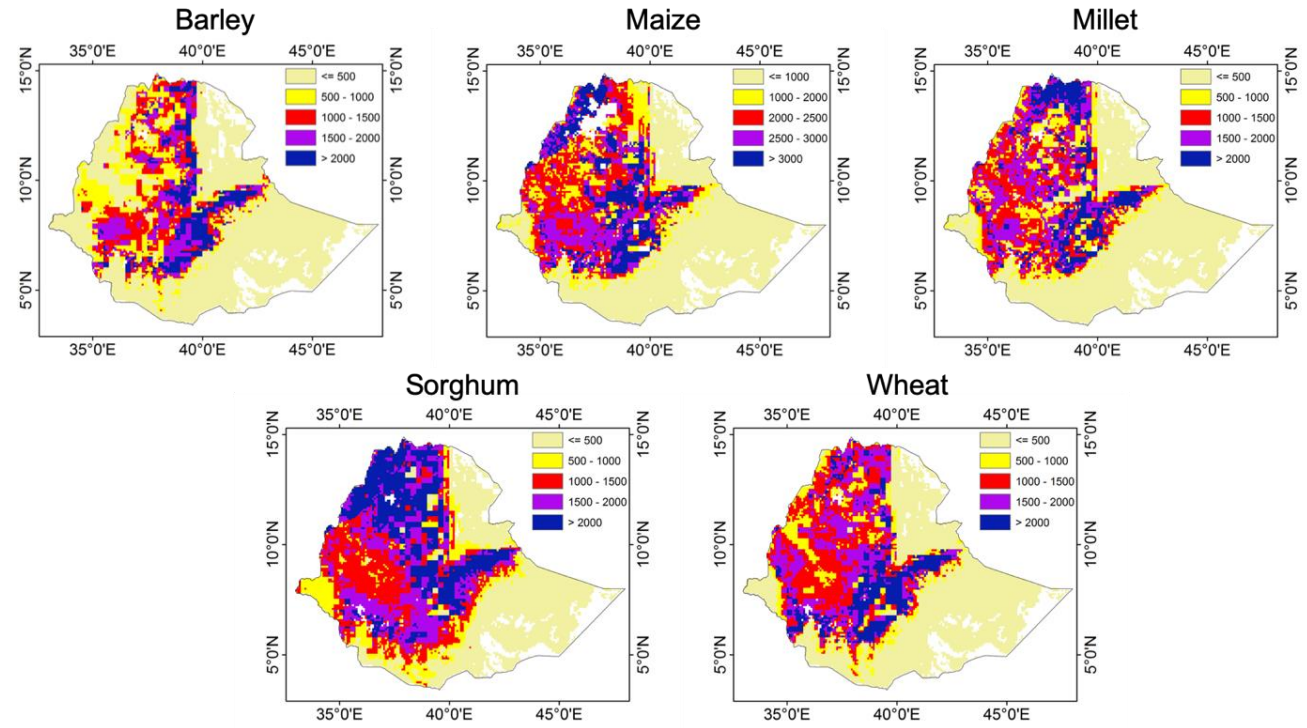 Barley
35°0'E 40°0'E 45°0'E
15°0'N
10°0'N
5°0'N
<= 500
500 - 1000
1000 - 1500
1500 - 2000
> 2000
15°0'N
10°0'N
5°0'N
35°0'E 40°0'E 45°0'E
Maize
35°0'E 40°0'E 45°0'E
15°0'N
10°0'N
5°0'N
<= 1000
1000 - 2000
2000 - 2500
2500 - 3000
> 3000
15°0'N
10°0'N
5°0'N
35°0'E 40°0'E 45°0'E
Millet
35°0'E 40°0'E 45°0'E
15°0'N
10°0'N
5°0'N
<= 500
500 - 1000
1000 - 1500
1500 - 2000
> 2000
15°0'N
10°0'N
5°0'N
35°0'E 40°0'E 45°0'E
Sorghum
35°0'E 40°0'E 45°0'E
15°0'N
10°0'N
5°0'N
<= 500
500 - 1000
1000 - 1500
1500 - 2000
> 2000
15°0'N
10°0'N
5°0'N
35°0'E 40°0'E 45°0'E
Wheat
35°0'E 40°0'E 45°0'E
15°0'N
10°0'N
5°0'N
<= 500
500 - 1000
1000 - 1500
1500 - 2000
> 2000
15°0'N
10°0'N
5°0'N
35°0'E 40°0'E 45°0'E